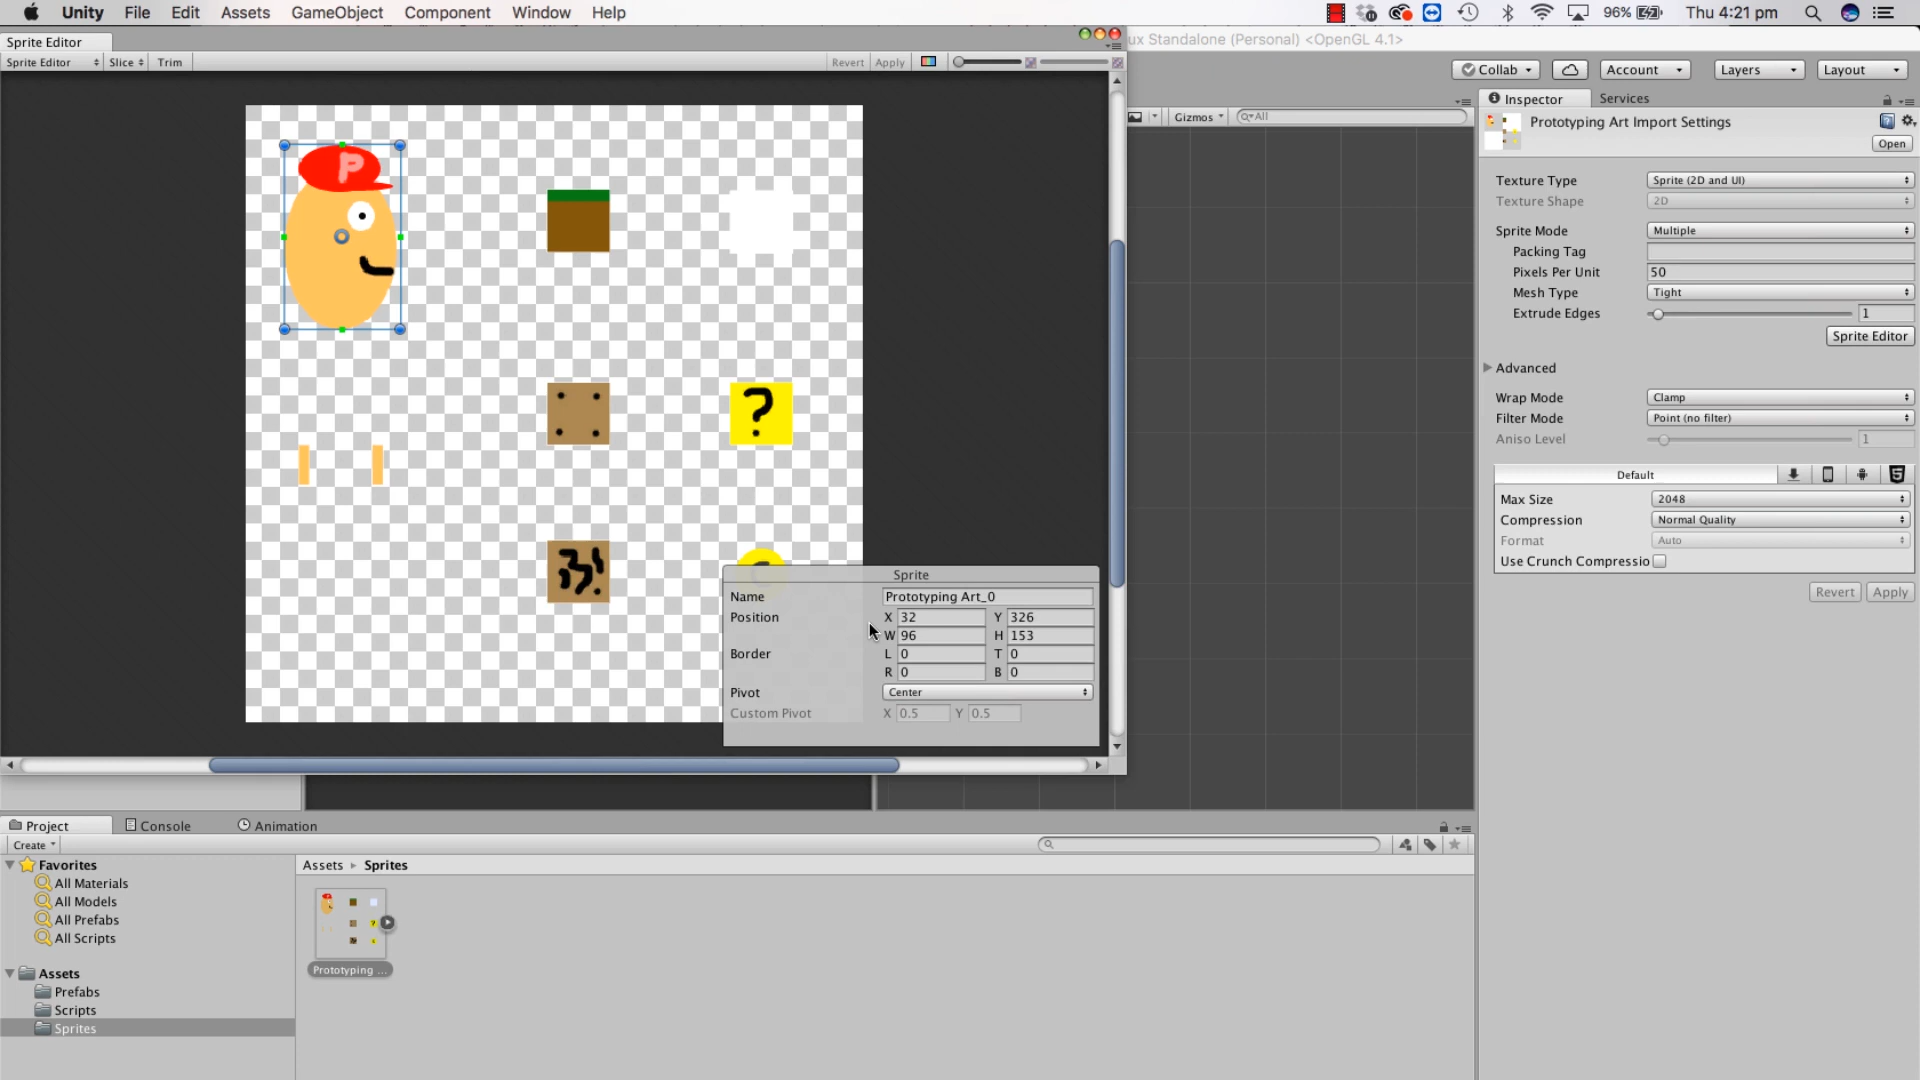 Unity File Edit Assets GameObject Component Window Help 96% Thu 4:21 pm
Sprite Editor
ux Standalone (Personal) <OpenGL 4.1>
Sprite Editor Slice Trim Revert Apply
Collab Account Layers Layout
Inspector Services
Gizmos All
Prototyping Art Import Settings
Open
P
Texture Type Sprite (2D and UI)
Texture Shape 2D
Sprite Mode Multiple
Packing Tag
Pixels Per Unit 50
Mesh Type Tight
Extrude Edges 1
Sprite Editor
Advanced
Wrap Mode Clamp
Filter Mode Point (no filter)
Aniso Level 1
?
Default
Max Size 2048
Compression Normal Quality
Format Auto
Use Crunch Compressio
Revert Apply
Sprite
Name Prototyping Art_0
Position X 32 Y 326
W 96 H 153
Border L 0 T 0
R 0 B 0
Pivot Center
Custom Pivot X 0.5 Y 0.5
Project Console Animation
Create
Favorites
All Materials
All Models
All Prefabs
All Scripts
Assets
Prefabs
Scripts
Sprites
Assets Sprites
Prototyping ...